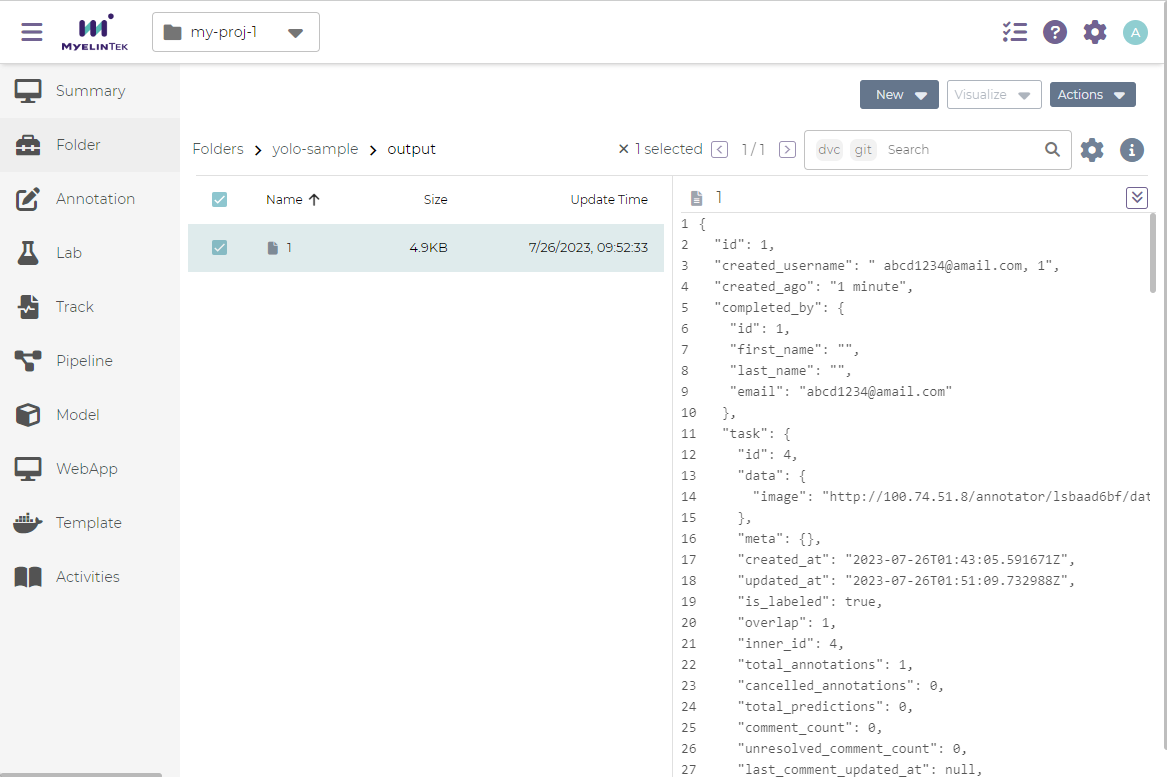 MYELINTEK
my-proj-1
A
Summary
Folder
Annotation
Lab
Track
Pipeline
Model
WebApp
Template
Activities
New
Visualize
Actions
Folders > yolo-sample > output
× 1 selected < 1 / 1 >
dvc git Search
Name ↑ Size Update Time
1 4.9KB 7/26/2023, 09:52:33
1
1 {
2 "id": 1,
3 "created_username": " abcd1234@amail.com, 1",
4 "created_ago": "1 minute",
5 "completed_by": {
6 "id": 1,
7 "first_name": "",
8 "last_name": "",
9 "email": "abcd1234@amail.com"
10 },
11 "task": {
12 "id": 4,
13 "data": {
14 "image": "http://100.74.51.8/annotator/lsbaad6bf/dat
15 },
16 "meta": {},
17 "created_at": "2023-07-26T01:43:05.591671Z",
18 "updated_at": "2023-07-26T01:51:09.732988Z",
19 "is_labeled": true,
20 "overlap": 1,
21 "inner_id": 4,
22 "total_annotations": 1,
23 "cancelled_annotations": 0,
24 "total_predictions": 0,
25 "comment_count": 0,
26 "unresolved_comment_count": 0,
27 "last_comment_updated_at": null,